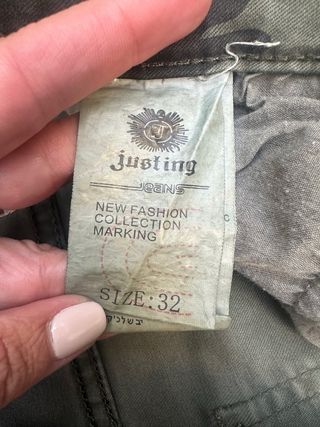 justing
Jeans
NEW FASHION
COLLECTION
MARKING
SIZE:32